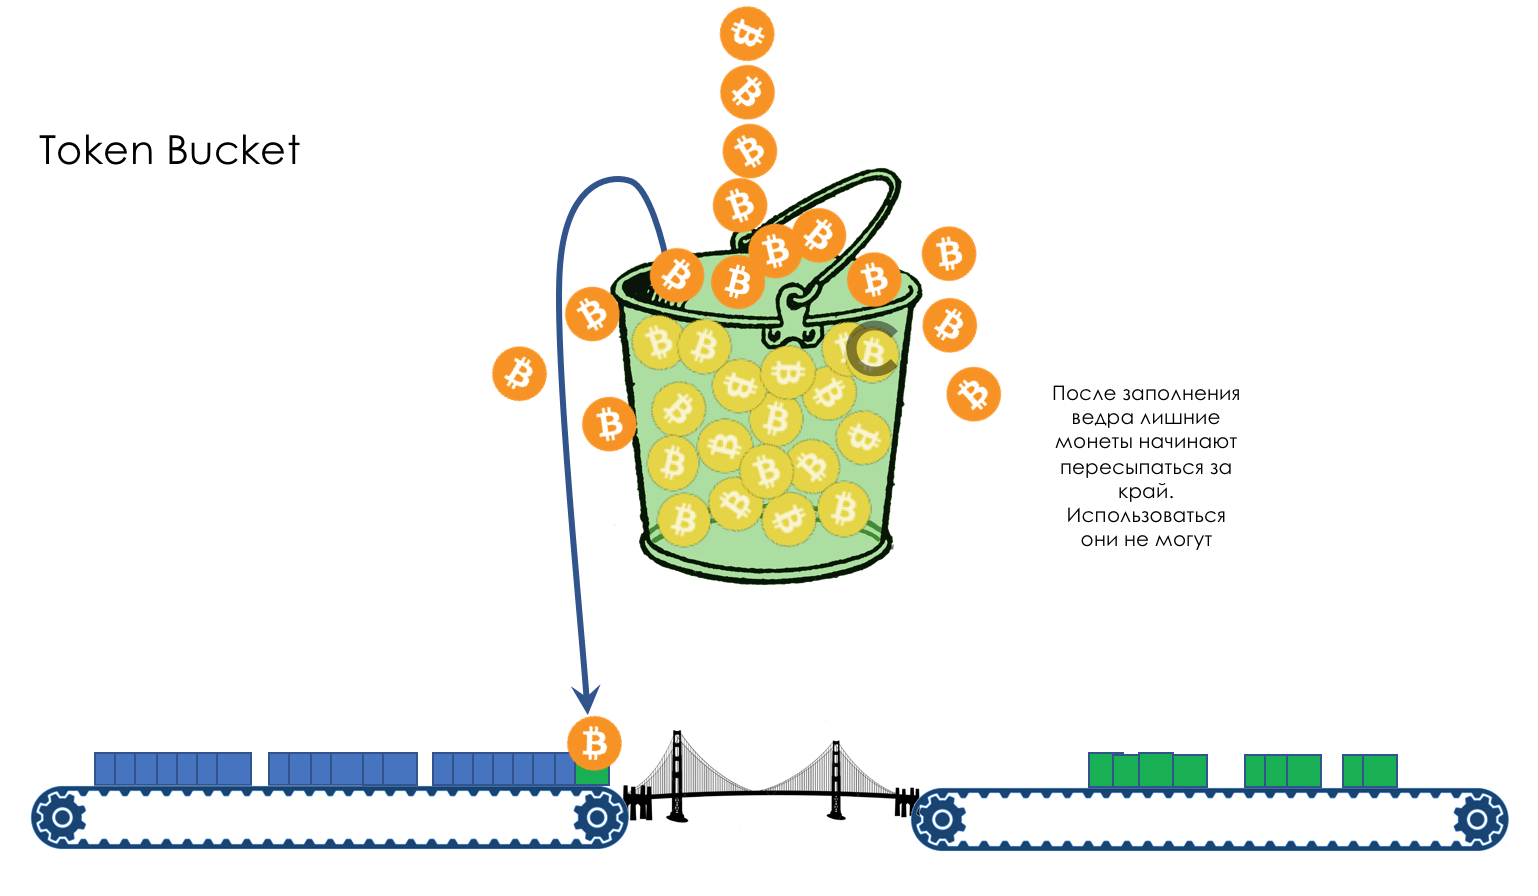 Token Bucket
C
После заполнения
ведра лишние
монеты начинают
пересыпаться за
край.
Использоваться
они не могут